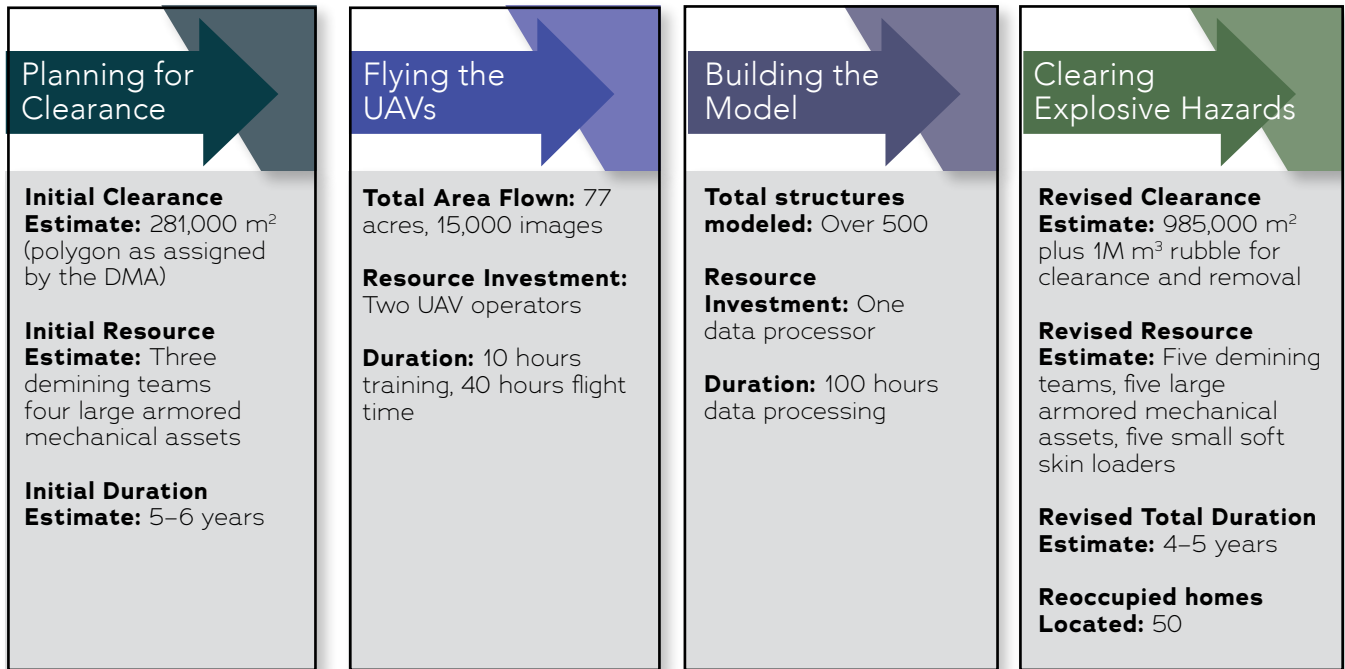 Planning for
Clearance
Initial Clearance
Estimate: 281,000 m²
(polygon as assigned
by the DMA)
Initial Resource
Estimate: Three
demining teams
four large armored
mechanical assets
Initial Duration
Estimate: 5–6 years
Flying the
UAVs
Total Area Flown: 77
acres, 15,000 images
Resource Investment:
Two UAV operators
Duration: 10 hours
training, 40 hours flight
time
Building the
Model
Total structures
modeled: Over 500
Resource
Investment: One
data processor
Duration: 100 hours
data processing
Clearing
Explosive Hazards
Revised Clearance
Estimate: 985,000 m²
plus 1M m³ rubble for
clearance and removal
Revised Resource
Estimate: Five demining
teams, five large
armored mechanical
assets, five small soft
skin loaders
Revised Total Duration
Estimate: 4–5 years
Reoccupied homes
Located: 50